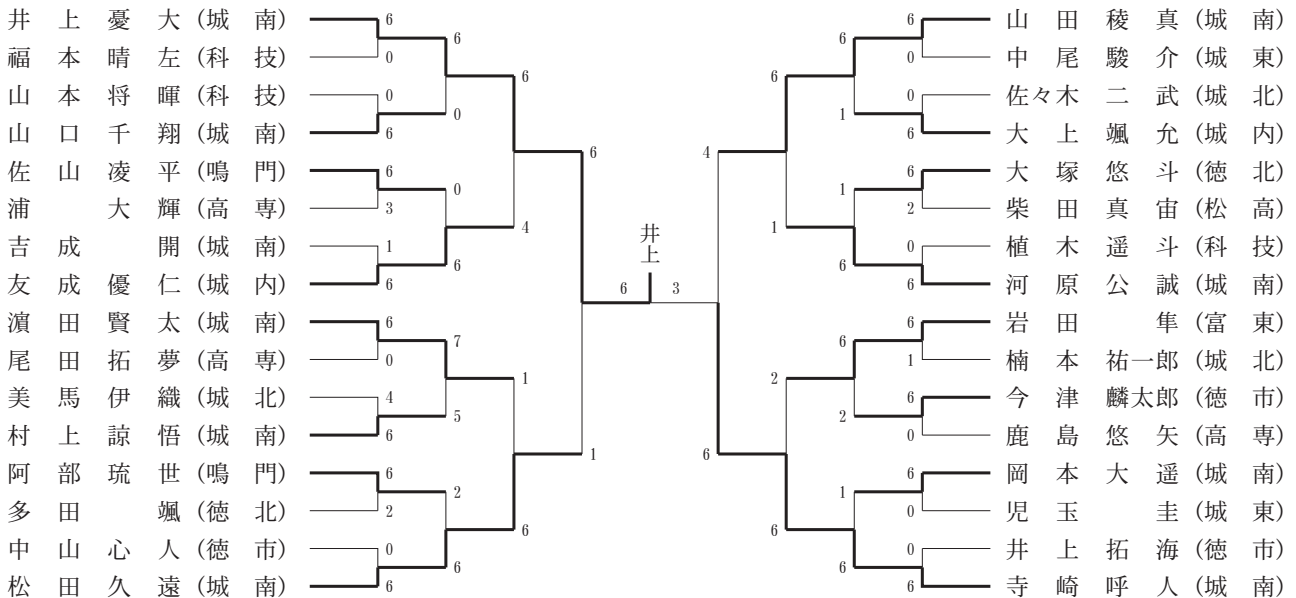 井上憂大(城南)
福本晴左(科技)
山本将暉(科技)
山口千翔(城南)
佐山凌平(鳴門)
浦大輝(高専)
吉成開(城南)
友成優仁(城内)
濵田賢太(城南)
尾田拓夢(高専)
美馬伊織(城北)
村上諒悟(城南)
阿部琉世(鳴門)
多田颯(徳北)
中山心人(徳市)
松田久遠(城南)
6
0
0
6
6
3
1
6
6
0
4
6
6
2
0
6
6
0
0
6
7
5
2
6
6
4
1
6
6
1
井上
6 3
4
6
6
1
2
6
6
1
1
6
6
2
1
6
6
0
0
6
6
2
0
6
6
1
6
0
6
0
0
6
山田稜真(城南)
中尾駿介(城東)
佐々木二武(城北)
大上颯允(城内)
大塚悠斗(徳北)
柴田真宙(松高)
植木遥斗(科技)
河原公誠(城南)
岩田隼(富東)
楠本祐一郎(城北)
今津麟太郎(徳市)
鹿島悠矢(高専)
岡本大遥(城南)
児玉圭(城東)
井上拓海(徳市)
寺崎呼人(城南)